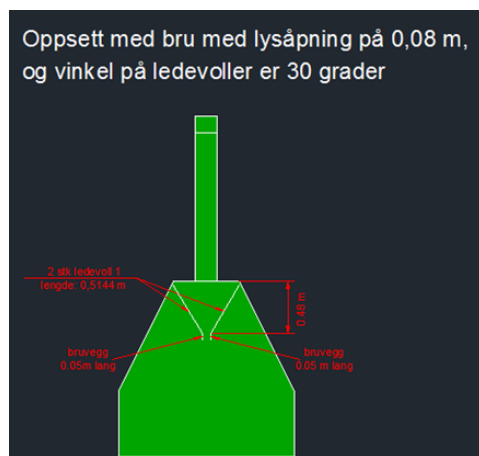 Oppsett med bru med lysåpning på 0,08 m,
og vinkel på ledevoller er 30 grader
2 stk ledevoll 1
lengde: 0,5144 m
0.48 m
bruvegg
0.05m lang
bruvegg
0.05 m lang